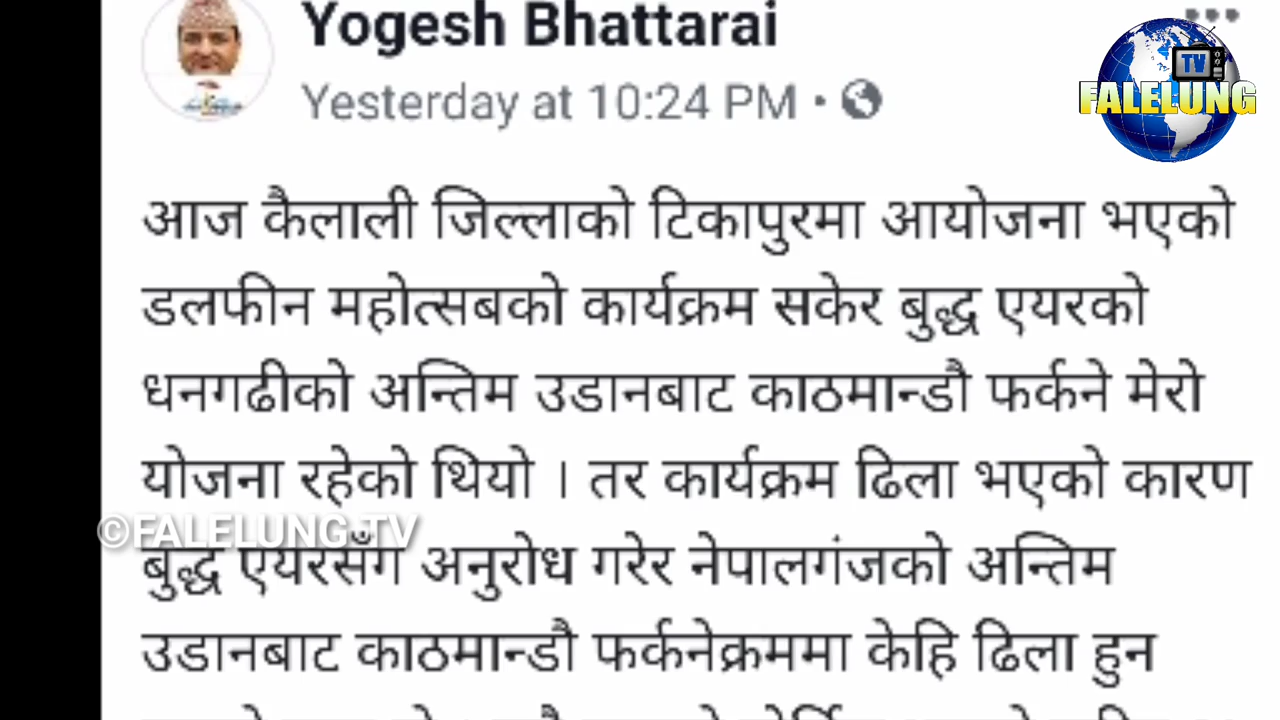 Yogesh Bhattarai
Yesterday at 10:24 PM •
TV
FALELUNG
आज कैलाली जिल्लाको टिकापुरमा आयोजना भएको
डलफीन महोत्सबको कार्यक्रम सकेर बुद्ध एयरको
धनगढीको अन्तिम उडानबाट काठमान्डौ फर्कने मेरो
योजना रहेको थियो । तर कार्यक्रम ढिला भएको कारण
©FALELUNG TV
बुद्ध एयरसँग अनुरोध गरेर नेपालगंजको अन्तिम
उडानबाट काठमान्डौ फर्कनेक्रममा केहि ढिला हुन